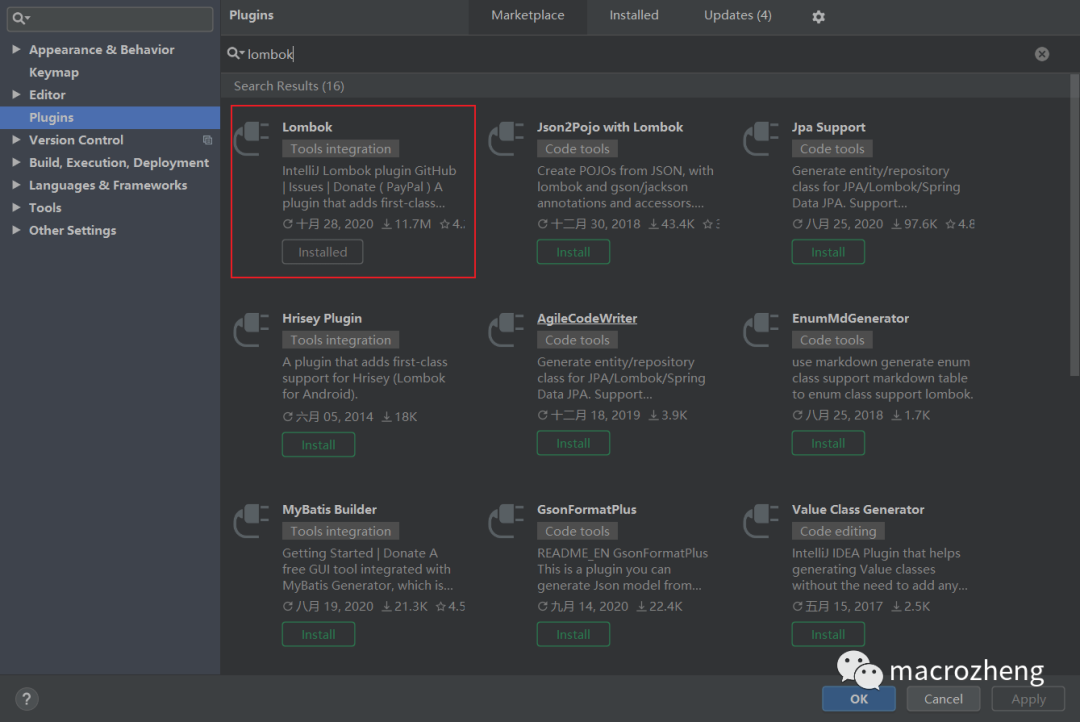 Appearance & Behavior
Keymap
Editor
Plugins
Version Control
Build, Execution, Deployment
Languages & Frameworks
Tools
Other Settings
Plugins
Marketplace
Installed
Updates (4)
lombok
Search Results (16)
Lombok
Tools integration
IntelliJ Lombok plugin GitHub
| Issues | Donate ( PayPal ) A
plugin that adds first-class...
十月 28, 2020 11.7M 4.
Installed
Json2Pojo with Lombok
Code tools
Create POJOs from JSON, with
lombok and gson/jackson
annotations and accessors....
十二月 30, 2018 43.4K
Install
Jpa Support
Code tools
Generate entity/repository
class for JPA/Lombok/Spring
Data JPA. Support...
八月 25, 2020 97.6K 4.8
Install
Hrisey Plugin
Tools integration
A plugin that adds first-class
support for Hrisey (Lombok
for Android).
六月 05, 2014 18K
Install
AgileCodeWriter
Code tools
Generate entity/repository
class for JPA/Lombok/Spring
Data JPA. Support...
十二月 18, 2019 3.9K
Install
EnumMdGenerator
Code tools
use markdown generate enum
class support markdown table
to enum class support lombok.
八月 25, 2018 1.7K
Install
MyBatis Builder
Tools integration
Getting Started | Donate A
free GUI tool integrated with
MyBatis Generator, which is...
八月 19, 2020 21.3K 4.5
Install
GsonFormatPlus
Code tools
README_EN GsonFormatPlus
This is a plugin you can
generate Json model from...
九月 14, 2020 22.4K
Install
Value Class Generator
Code editing
IntelliJ IDEA Plugin that helps
generating Value classes
without the need to add any...
五月 15, 2017 2.5K
Install
macrozheng
?
OK
Cancel
Apply